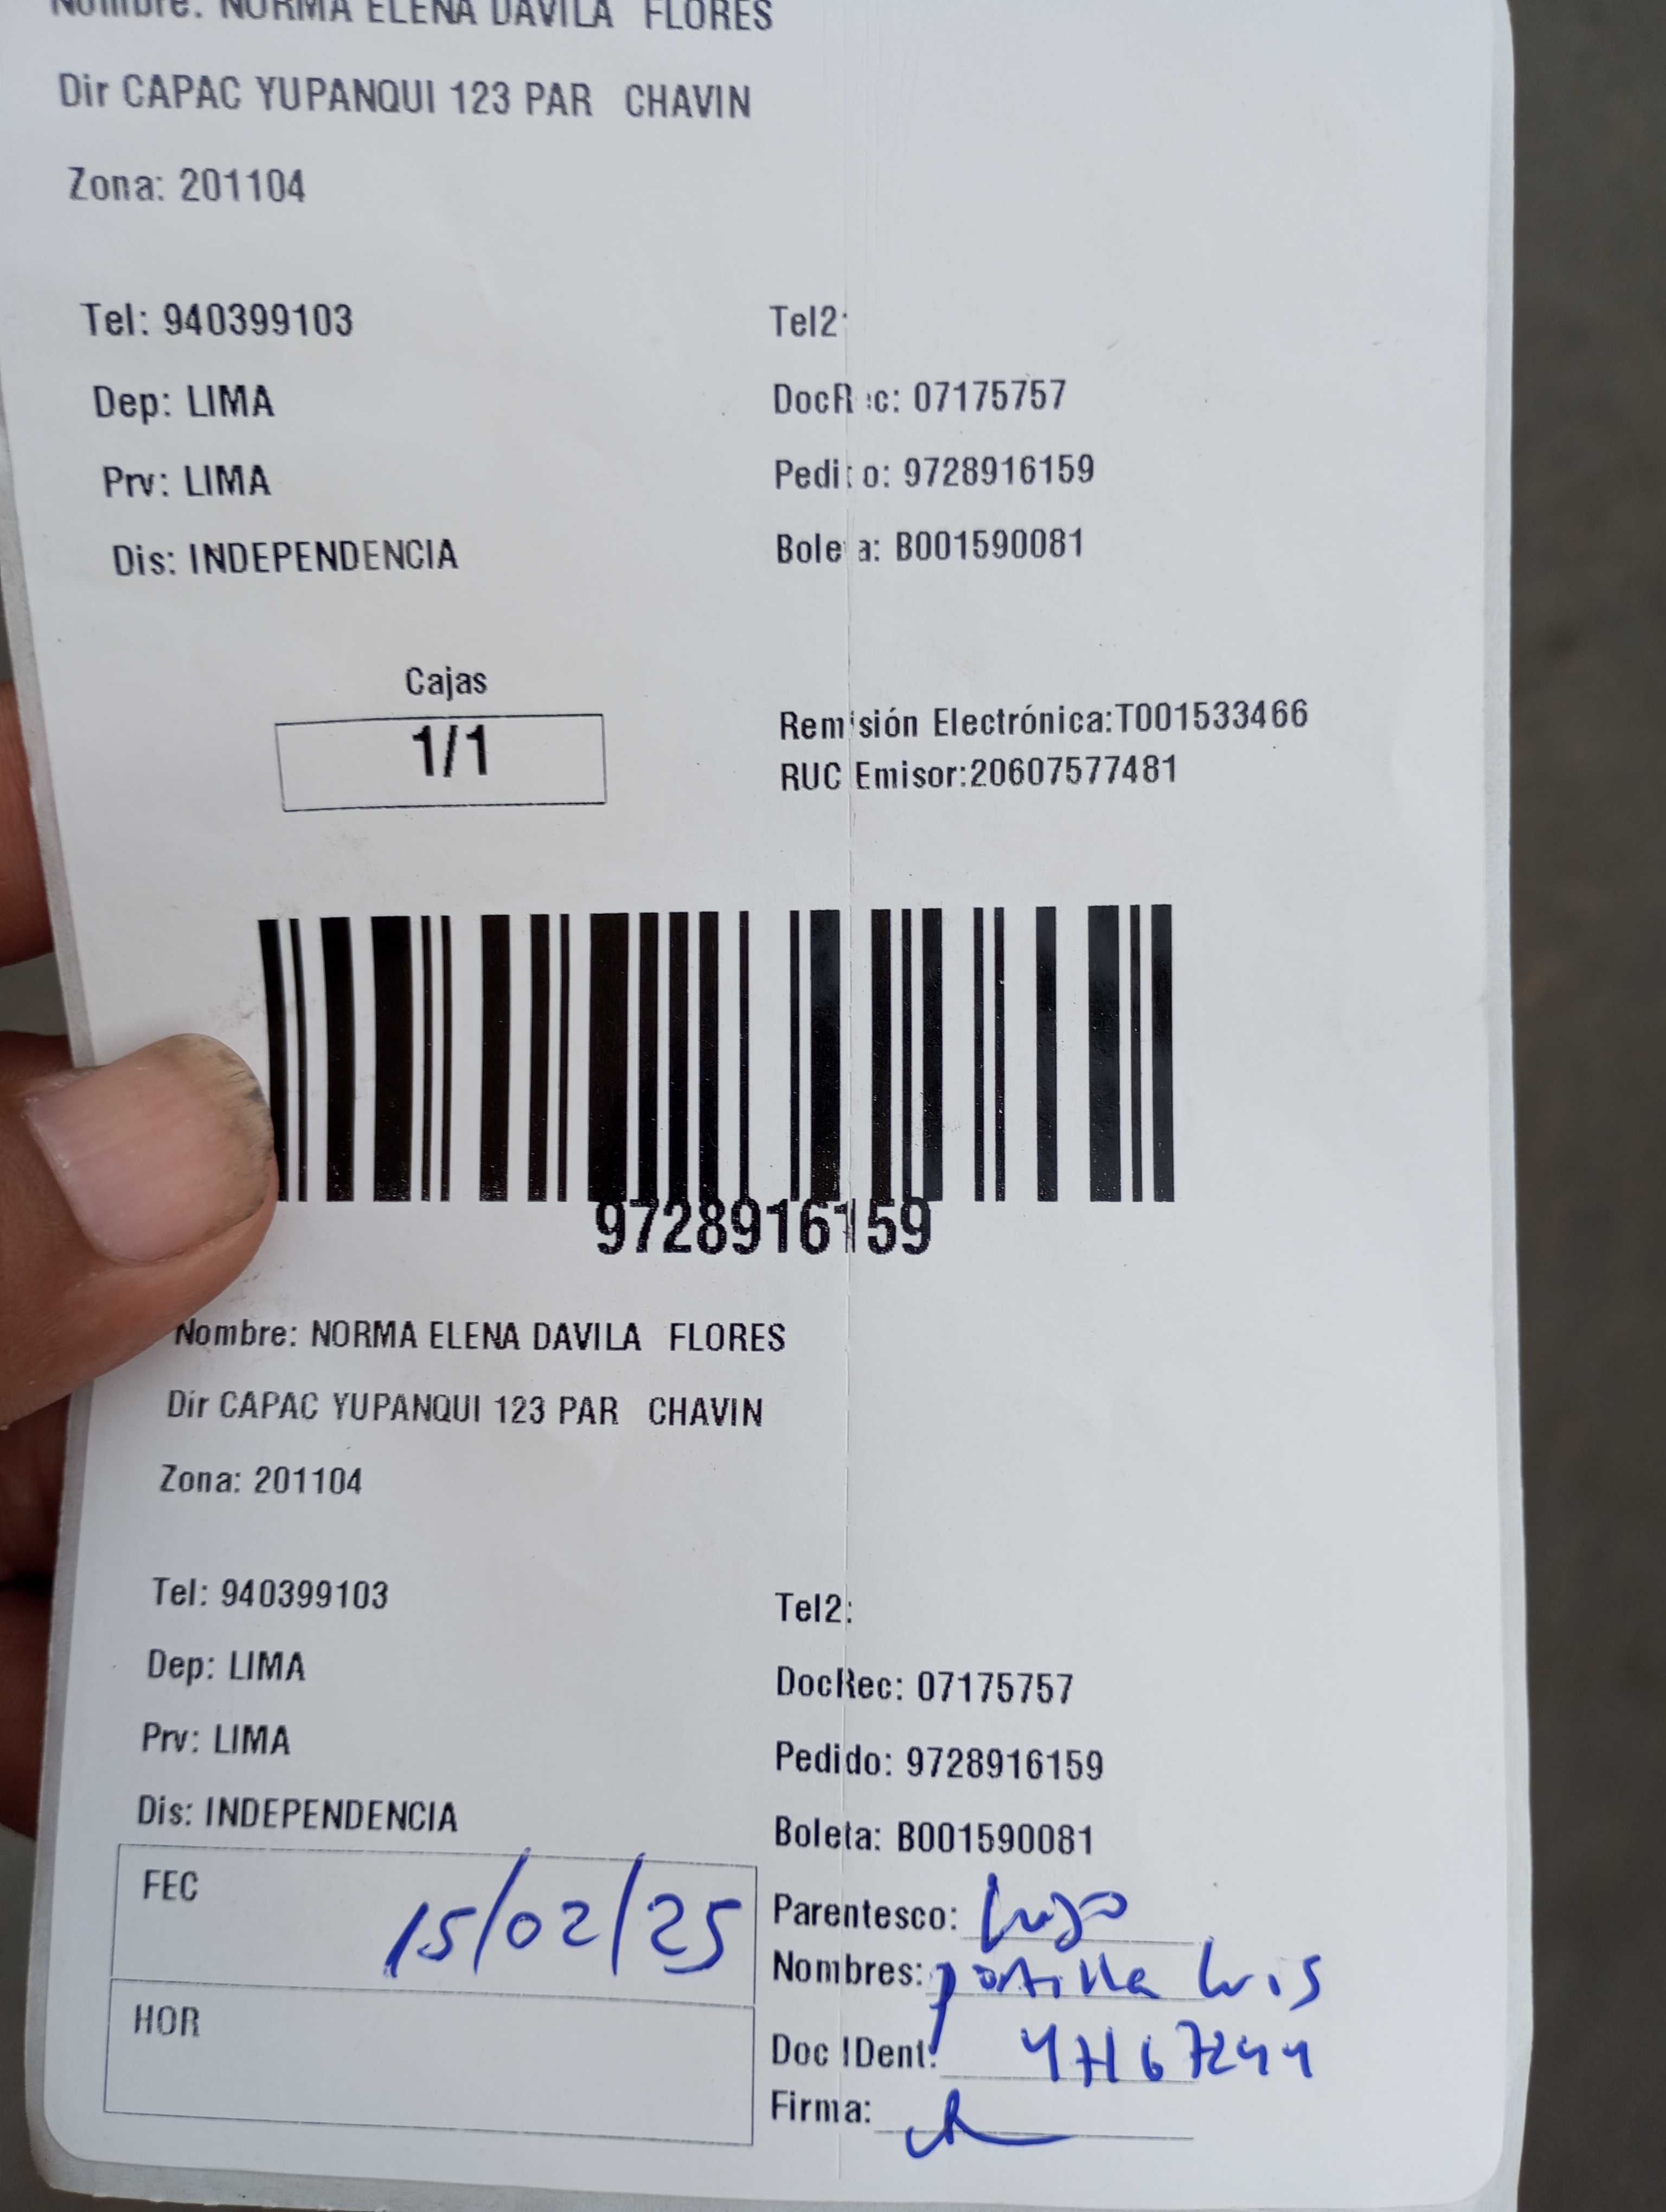 Nombre: NORMA ELENA DAVILA FLORES
Dir CAPAC YUPANQUI 123 PAR CHAVIN
Zona: 201104
Tel: 940399103 Tel2:
Dep: LIMA DocRec: 07175757
Prv: LIMA Pedido: 9728916159
Dis: INDEPENDENCIA Boleta: B001590081
Cajas
1/1
Remisión Electrónica:T001533466
RUC Emisor:20607577481
9728916159
Nombre: NORMA ELENA DAVILA FLORES
Dir CAPAC YUPANQUI 123 PAR CHAVIN
Zona: 201104
Tel: 940399103 Tel2:
Dep: LIMA DocRec: 07175757
Prv: LIMA Pedido: 9728916159
Dis: INDEPENDENCIA Boleta: B001590081
FEC 15/02/25
Parentesco:
Nombres: portilla luis
HOR
Doc IDent:
Firma: